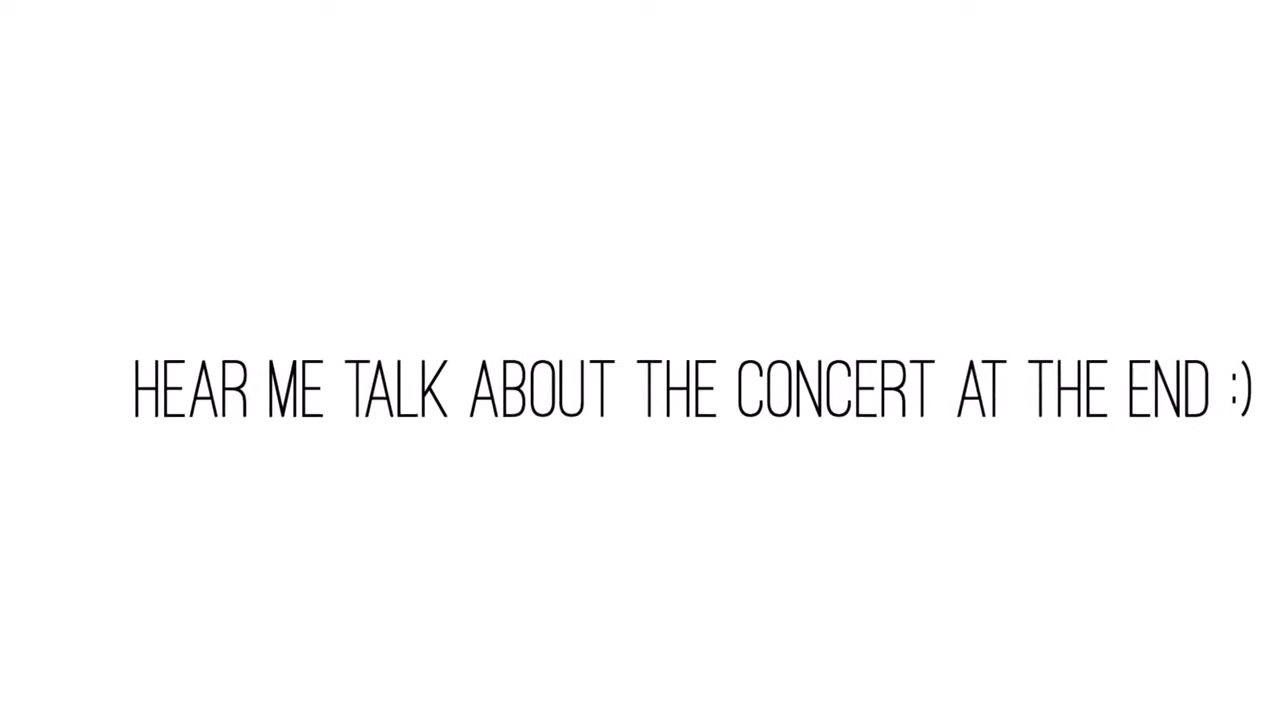 HEAR ME TALK ABOUT THE CONCERT AT THE END :)